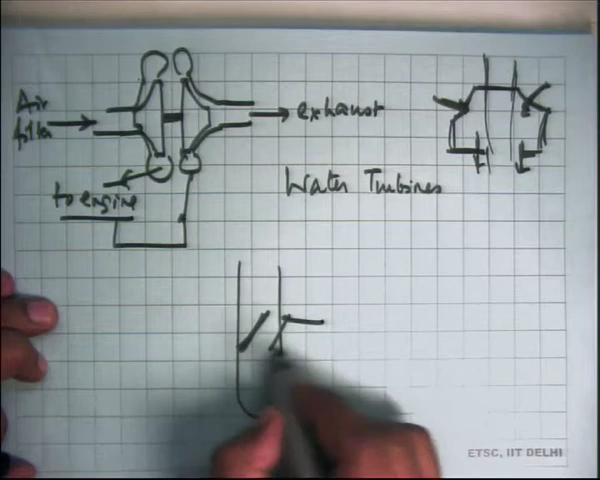 Air
filter
exhaust
to engine
Water Turbines
ETSC, IIT DELHI